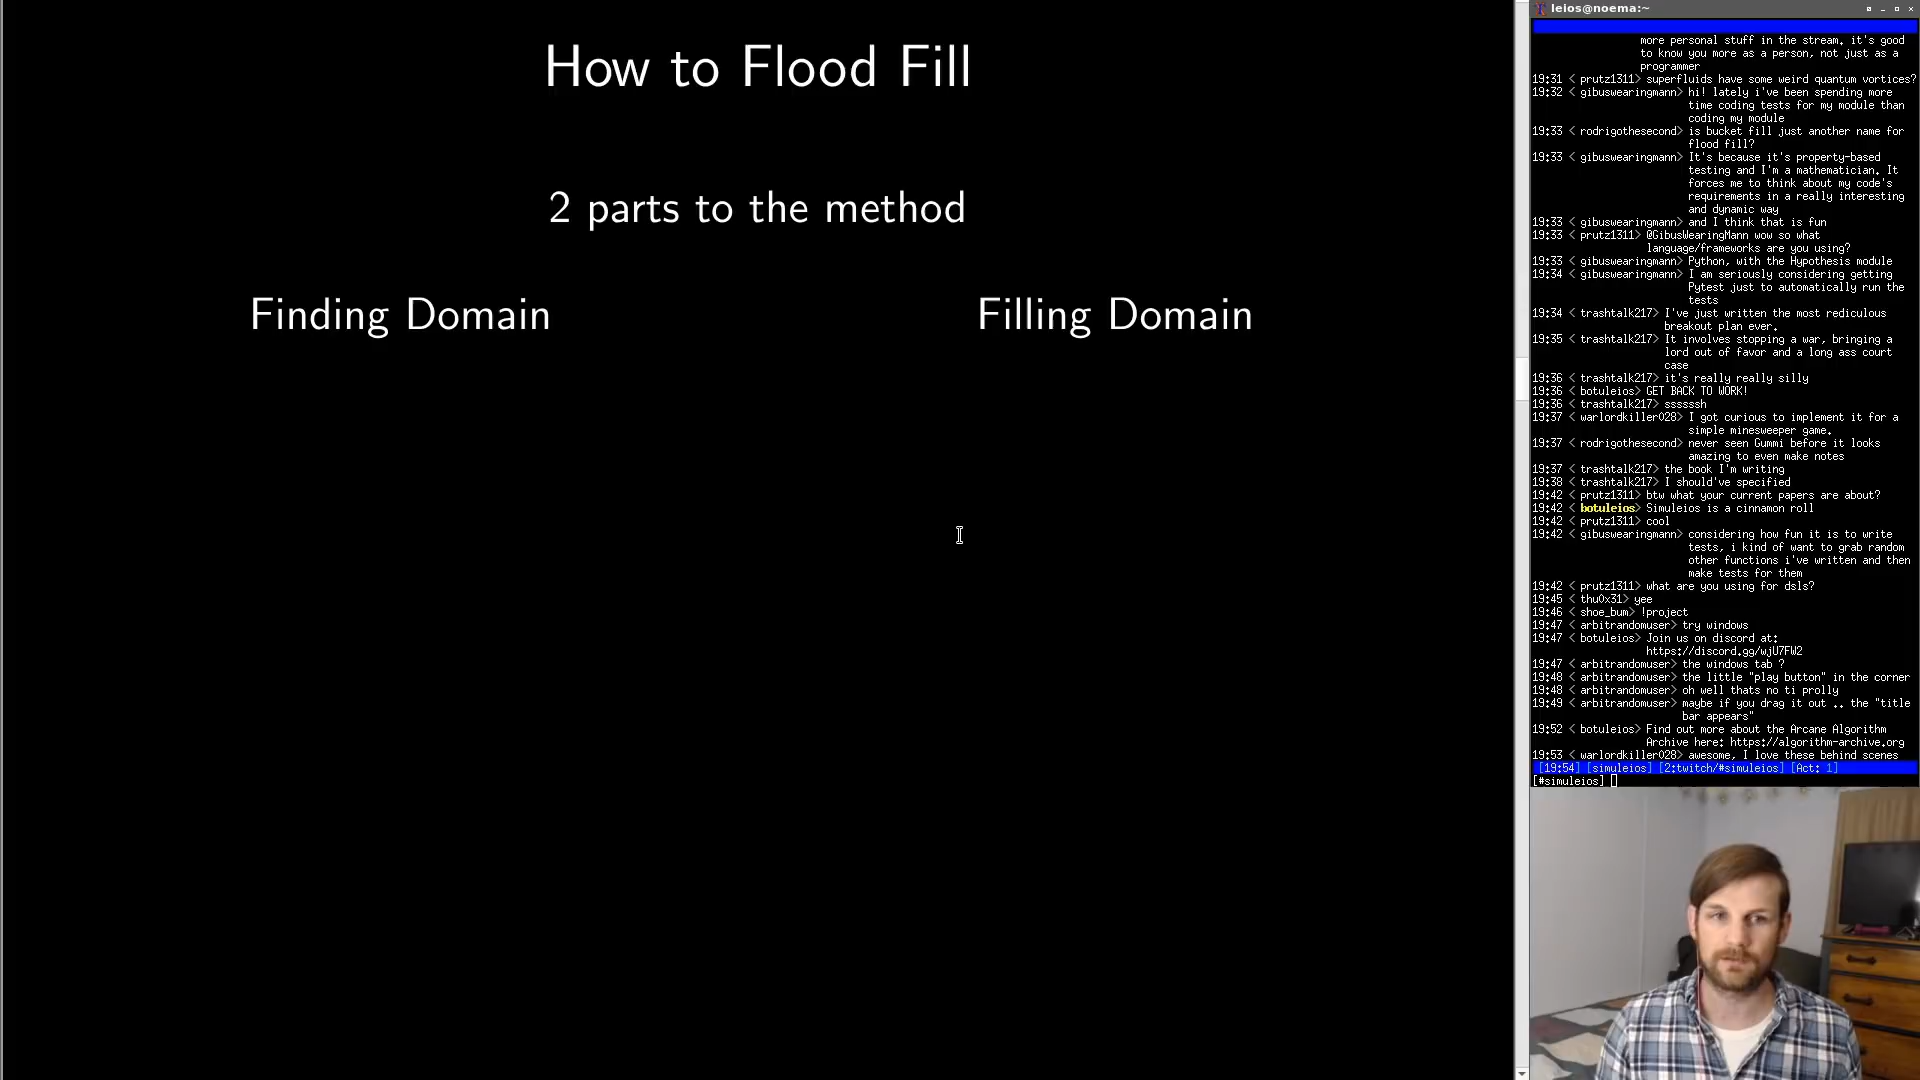 How to Flood Fill
2 parts to the method
Finding Domain
Filling Domain
leios@noema:~
more personal stuff in the stream. it's good
to know you more as a person, not just as a
programmer
19:31 < prutz1311> superfluids have some weird quantum vortices?
19:32 < gibuswearingmann> hi! lately i've been spending more
time coding tests for my module than
coding my module
19:33 < rodrigothesecond> is bucket fill just another name for
flood fill?
19:33 < gibuswearingmann> It's because it's property-based
testing and I'm a mathematician. It
forces me to think about my code's
requirements in a really interesting
and dynamic way
19:33 < gibuswearingmann> and I think that is fun
19:33 < prutz1311> @GibusWearingMann wow so what
language/frameworks are you using?
19:33 < gibuswearingmann> Python, with the Hypothesis module
19:34 < gibuswearingmann> I am seriously considering getting
Pytest just to automatically run the
tests
19:34 < trashtalk217> I've just written the most rediculous
breakout plan ever.
19:35 < trashtalk217> It involves stopping a war, bringing a
lord out of favor and a long ass court
case
19:36 < trashtalk217> it's really really silly
19:36 < botuleios> GET BACK TO WORK!
19:36 < trashtalk217> ssssssh
19:37 < warlordkiller028> I got curious to implement it for a
simple minesweeper game.
19:37 < rodrigothesecond> never seen Gummi before it looks
amazing to even make notes
19:37 < trashtalk217> the book I'm writing
19:38 < trashtalk217> I should've specified
19:42 < prutz1311> btw what your current papers are about?
19:42 < botuleios> Simuleios is a cinnamon roll
19:42 < prutz1311> cool
19:42 < gibuswearingmann> considering how fun it is to write
tests, i kind of want to grab random
other functions i've written and then
make tests for them
19:42 < prutz1311> what are you using for dsls?
19:45 < thu0x31> yee
19:46 < shoe_bum> !project
19:47 < arbitrandomuser> try windows
19:47 < botuleios> Join us on discord at:
https://discord.gg/wjU7FW2
19:47 < arbitrandomuser> the windows tab ?
19:48 < arbitrandomuser> the little "play button" in the corner
19:48 < arbitrandomuser> oh well thats no ti prolly
19:49 < arbitrandomuser> maybe if you drag it out .. the "title
bar appears"
19:52 < botuleios> Find out more about the Arcane Algorithm
Archive here: https://algorithm-archive.org
19:53 < warlordkiller028> awesome, I love these behind scenes
[19:54] [simuleios] [2:twitch/#simuleios] [Act: 1]
[#simuleios]